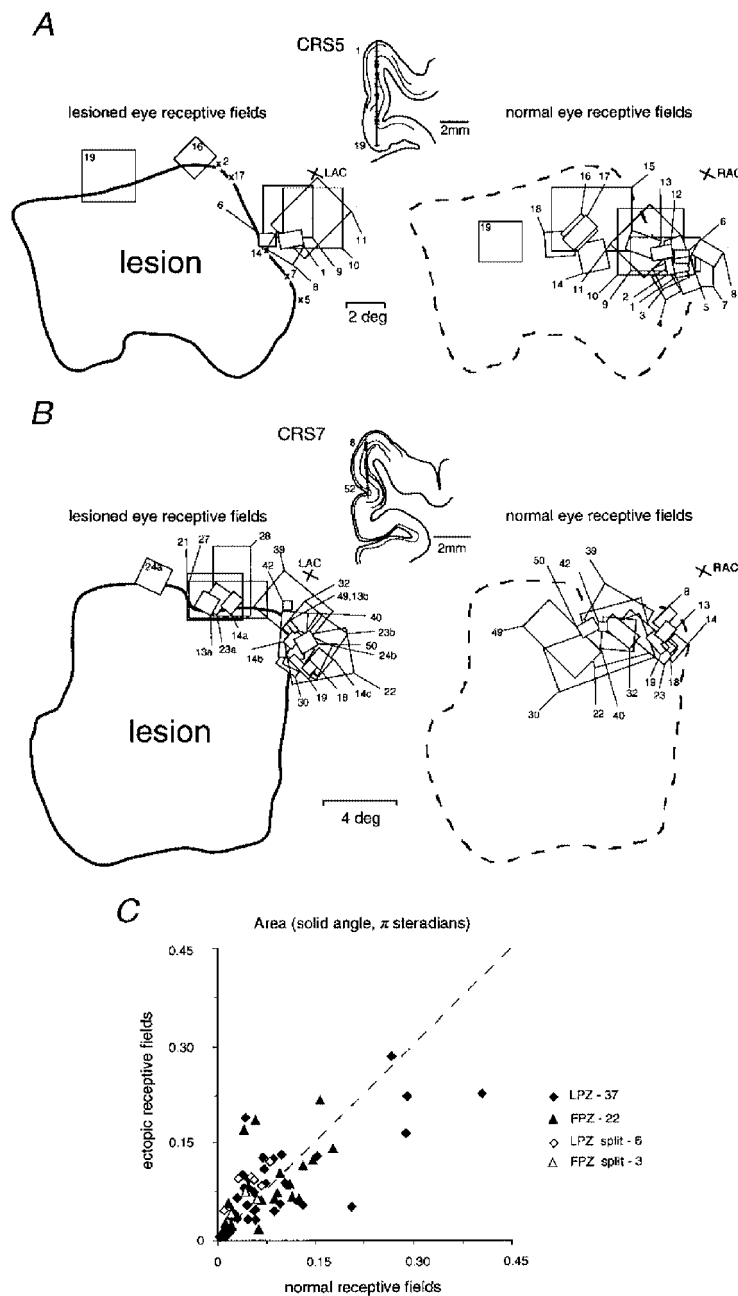 A
CRS5
1
19
2mm
lesioned eye receptive fields
normal eye receptive fields
19
16
x2
x17
LAC
6
14
x7
x5
8
1
9
10
11
lesion
2 deg
16
17
15
13
12
RAC
6
18
19
14
11
10
9
2
1
3
4
5
7
8
B
CRS7
8
52
2mm
lesioned eye receptive fields
normal eye receptive fields
24a
21
27
28
39
LAC
42
32
49,13b
40
23b
50
24b
14a
23a
13a
14b
30
19
18
14c
22
lesion
4 deg
50
42
39
RAC
8
13
14
49
30
22
40
32
19
23
18
C
Area (solid angle, π steradians)
0.45
0.30
0.15
0
ectopic receptive fields
0
0.15
0.30
0.45
normal receptive fields
LPZ - 37
FPZ - 22
LPZ split - 6
FPZ split - 3